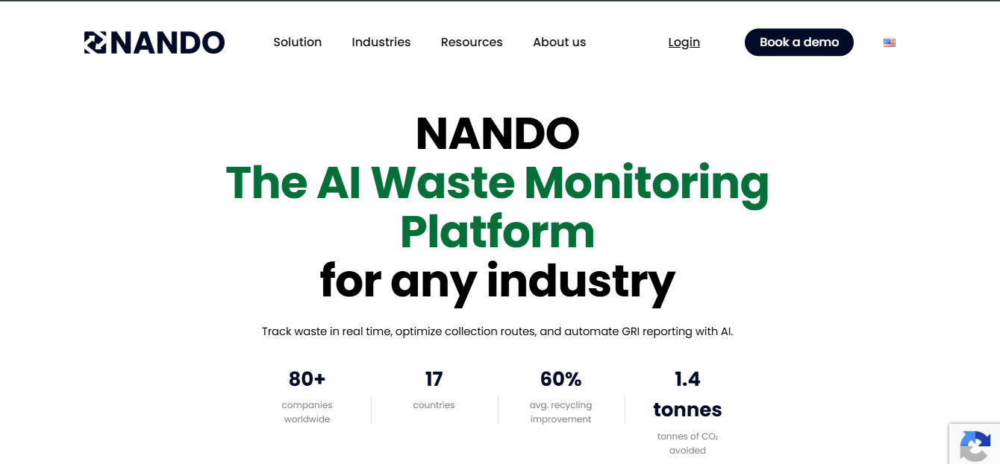 NANDO
Solution
Industries
Resources
About us
Login
Book a demo
NANDO
The AI Waste Monitoring
Platform
for any industry
Track waste in real time, optimize collection routes, and automate GRI reporting with AI.
80+
companies
worldwide
17
countries
60%
avg. recycling
improvement
1.4
tonnes
tonnes of CO₂
avoided